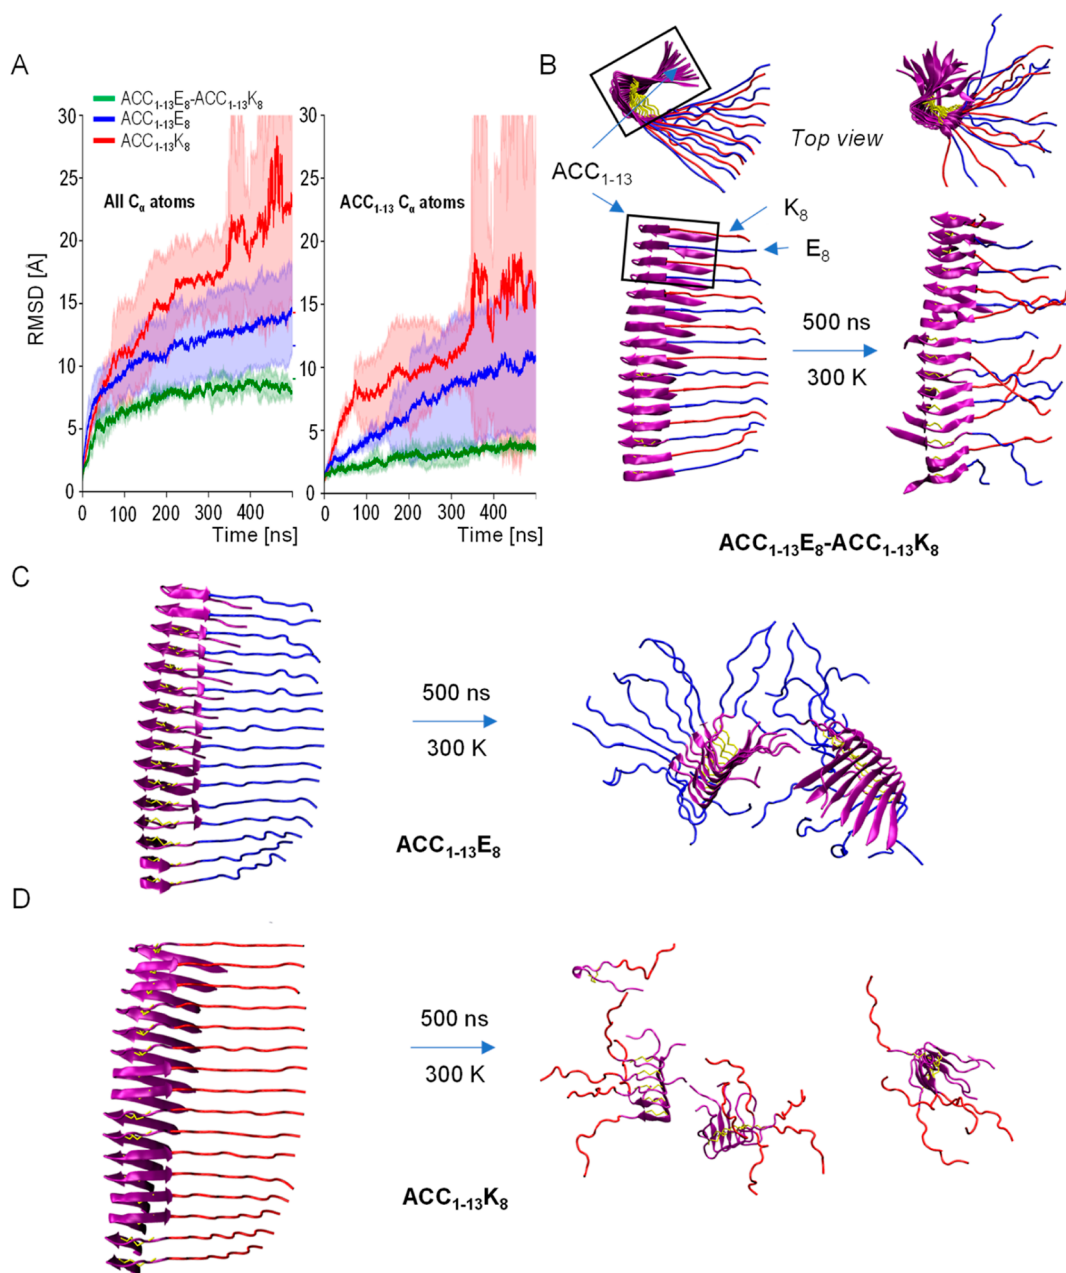 A
ACC₁₋₁₃E₈-ACC₁₋₁₃K₈
ACC₁₋₁₃E₈
ACC₁₋₁₃K₈
RMSD [Å]
30
25
20
15
10
5
0
All Cα atoms
0 100 200 300 400
Time [ns]
30
25
20
15
10
5
0
ACC₁₋₁₃ Cα atoms
0 100 200 300 400
Time [ns]
B
Top view
ACC₁₋₁₃
K₈
E₈
500 ns
300 K
ACC₁₋₁₃E₈-ACC₁₋₁₃K₈
C
500 ns
300 K
ACC₁₋₁₃E₈
D
500 ns
300 K
ACC₁₋₁₃K₈